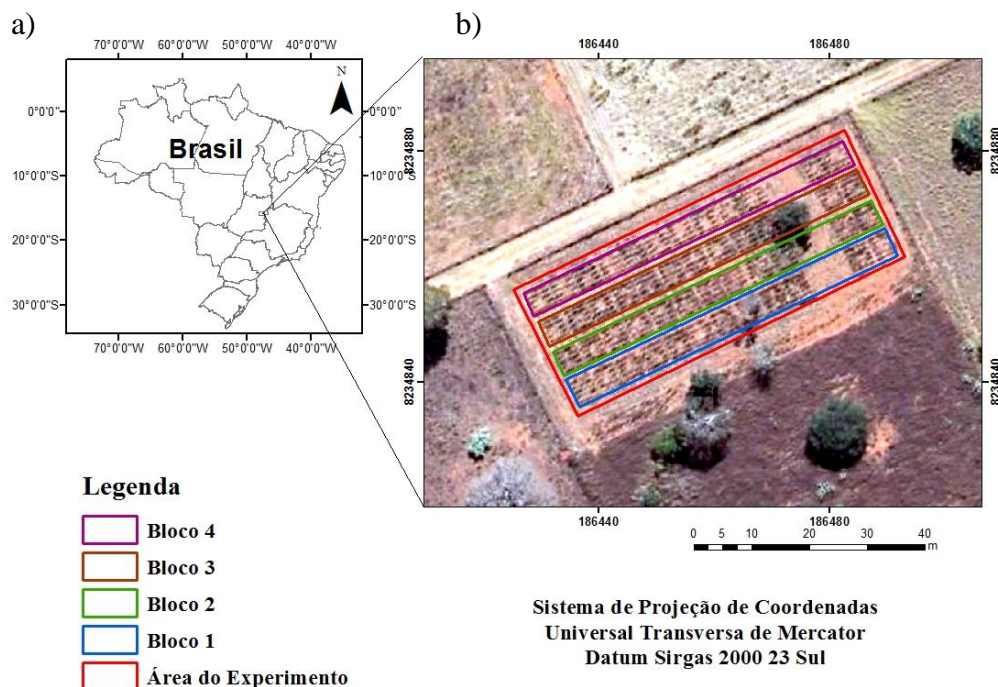 a)
70°0'0"W 60°0'0"W 50°0'0"W 40°0'0"W
N
0°0'0"
10°0'0"S
20°0'0"S
30°0'0"S
0°0'0"
10°0'0"S
20°0'0"S
30°0'0"S
Brasil
70°0'0"W 60°0'0"W 50°0'0"W 40°0'0"W
b)
186440 186480
8234880
8234840
8234880
8234840
186440 186480
0 5 10 20 30 40
m
Legenda
Bloco 4
Bloco 3
Bloco 2
Bloco 1
Área do Experimento
Sistema de Projeção de Coordenadas
Universal Transversa de Mercator
Datum Sirgas 2000 23 Sul